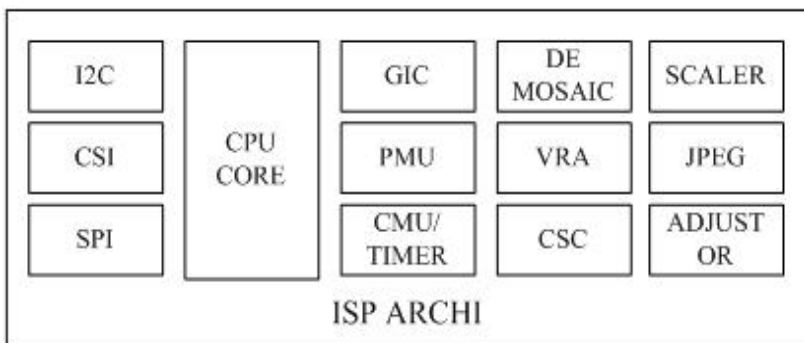 I2C
CSI
SPI
CPU
CORE
GIC
PMU
CMU/
TIMER
DE
MOSAIC
VRA
CSC
SCALER
JPEG
ADJUST
OR
ISP ARCHI